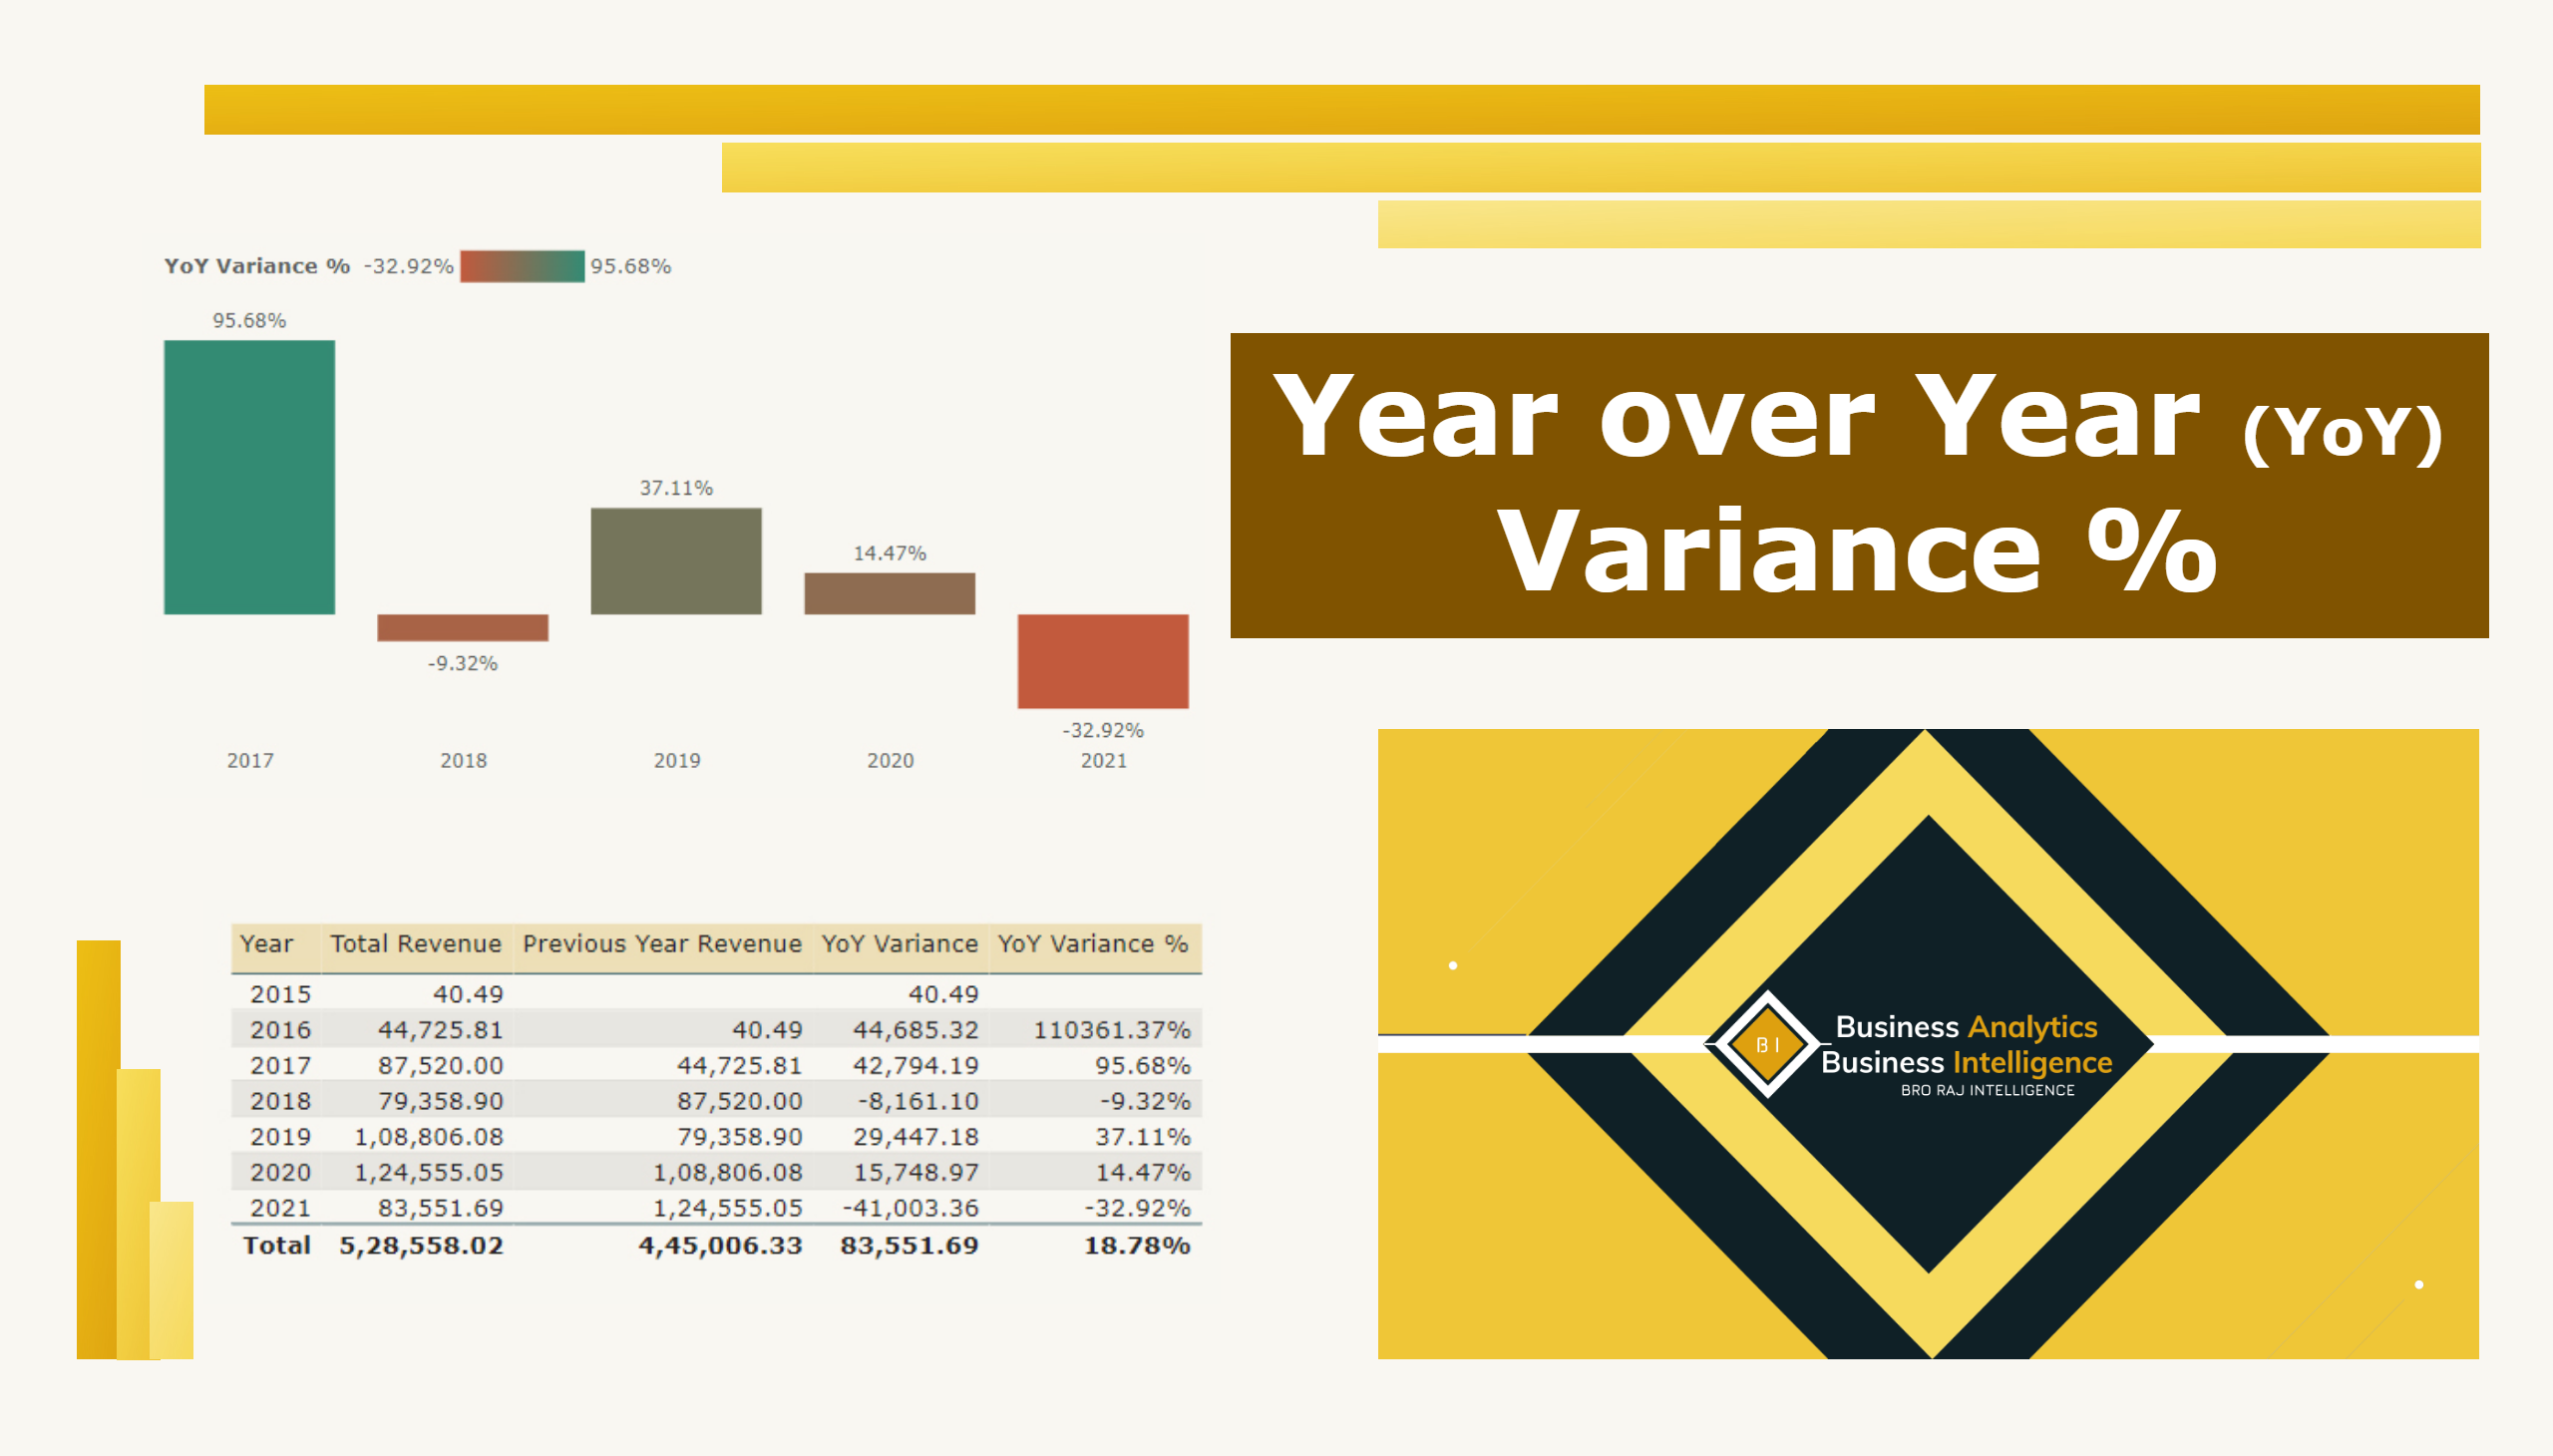 YoY Variance % -32.92% 95.68%
95.68%
37.11%
14.47%
-9.32%
-32.92%
2017 2018 2019 2020 2021
Year over Year (YoY)
Variance %
Year Total Revenue Previous Year Revenue YoY Variance YoY Variance %
2015 40.49 40.49
2016 44,725.81 40.49 44,685.32 110361.37%
2017 87,520.00 44,725.81 42,794.19 95.68%
2018 79,358.90 87,520.00 -8,161.10 -9.32%
2019 1,08,806.08 79,358.90 29,447.18 37.11%
2020 1,24,555.05 1,08,806.08 15,748.97 14.47%
2021 83,551.69 1,24,555.05 -41,003.36 -32.92%
Total 5,28,558.02 4,45,006.33 83,551.69 18.78%
BI
Business Analytics
Business Intelligence
BRO RAJ INTELLIGENCE